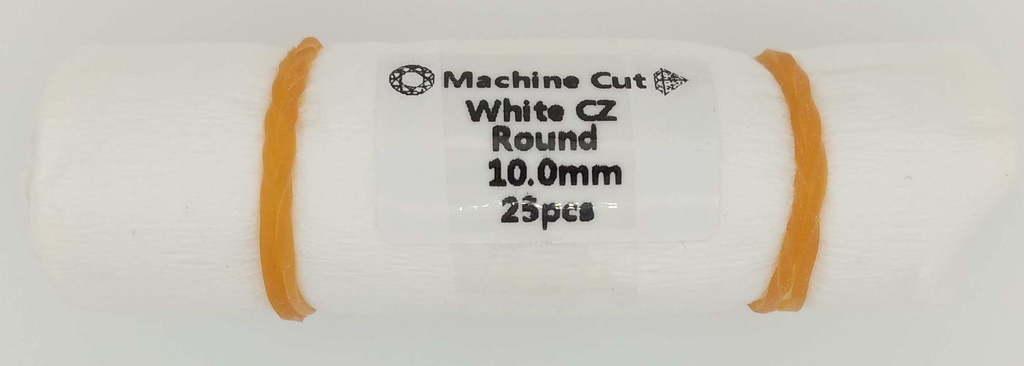 Machine Cut
White CZ
Round
10.0mm
25pcs